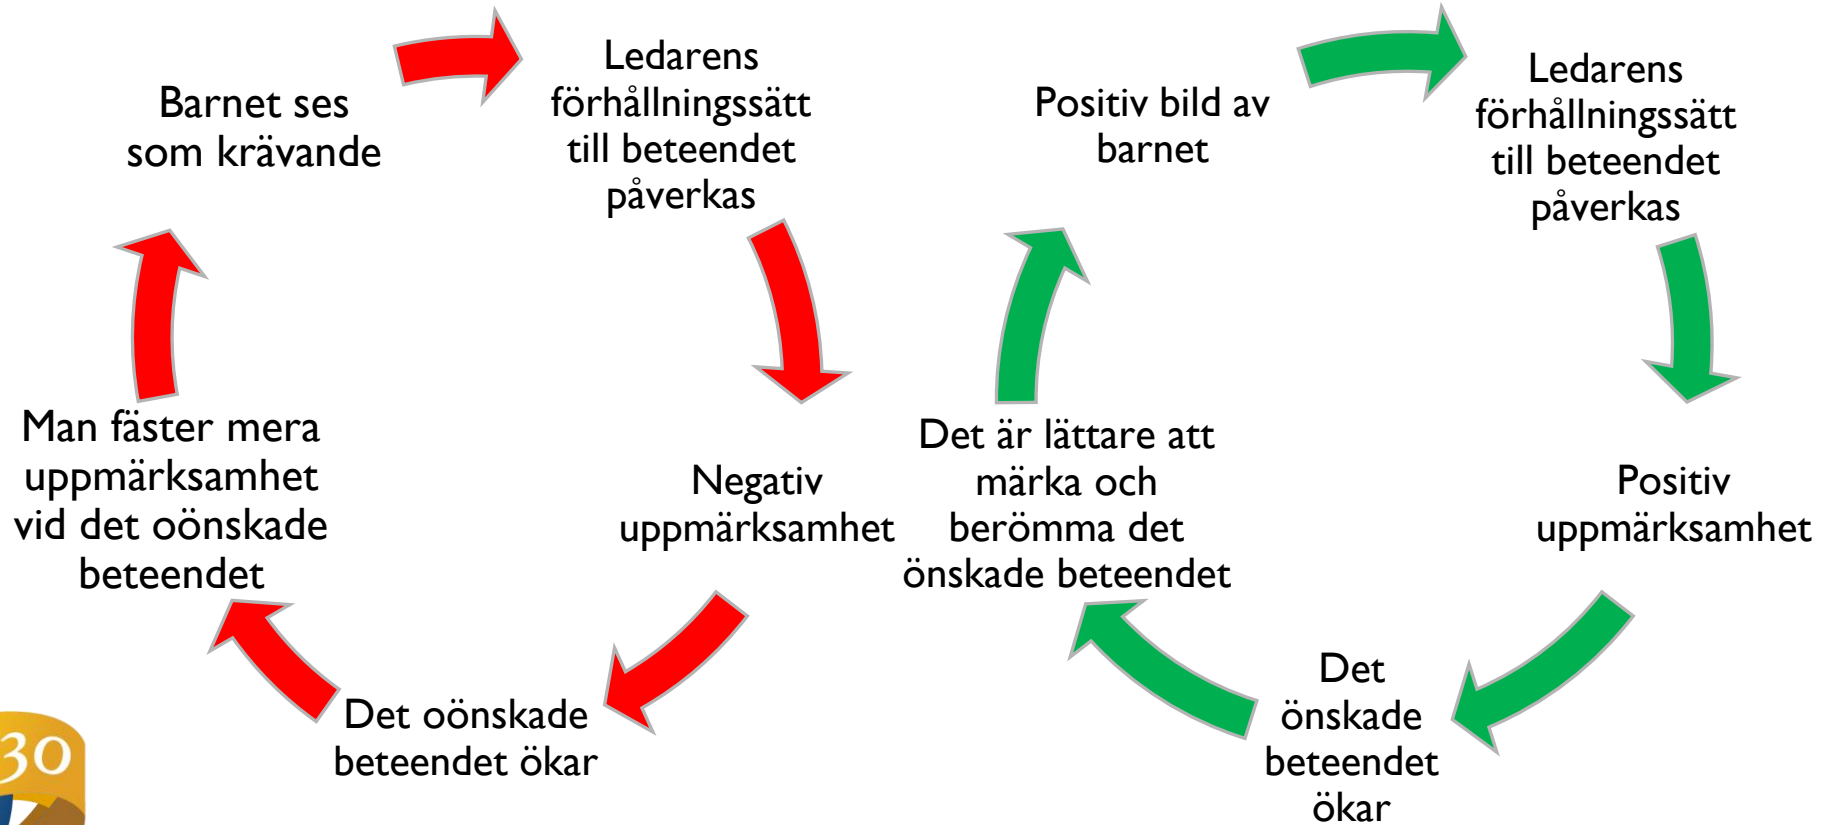 Barnet ses
som krävande
Ledarens
förhållningssätt
till beteendet
påverkas
Negativ
uppmärksamhet
Det oönskade
beteendet ökar
Man fäster mera
uppmärksamhet
vid det oönskade
beteendet
Positiv bild av
barnet
Ledarens
förhållningssätt
till beteendet
påverkas
Positiv
uppmärksamhet
Det
önskade
beteendet
ökar
Det är lättare att
märka och
berömma det
önskade beteendet
30